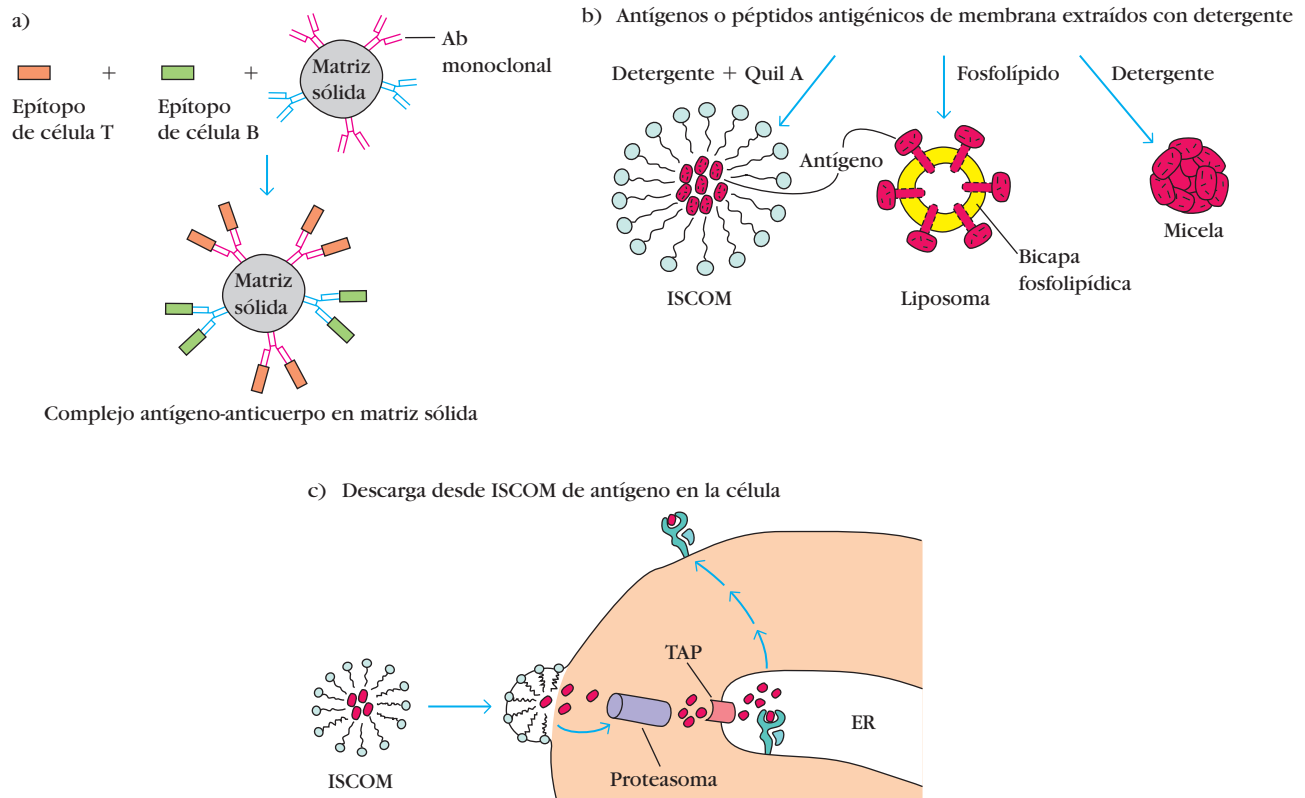 a)
Ab
monoclonal
Matriz
sólida
+
+
Epítopo
de célula T
Epítopo
de célula B
Matriz
sólida
Complejo antígeno-anticuerpo en matriz sólida
b) Antígenos o péptidos antigénicos de membrana extraídos con detergente
Detergente + Quil A
Fosfolípido
Detergente
Antígeno
ISCOM
Liposoma
Bicapa
fosfolipídica
Micela
c) Descarga desde ISCOM de antígeno en la célula
ISCOM
Proteasoma
TAP
ER